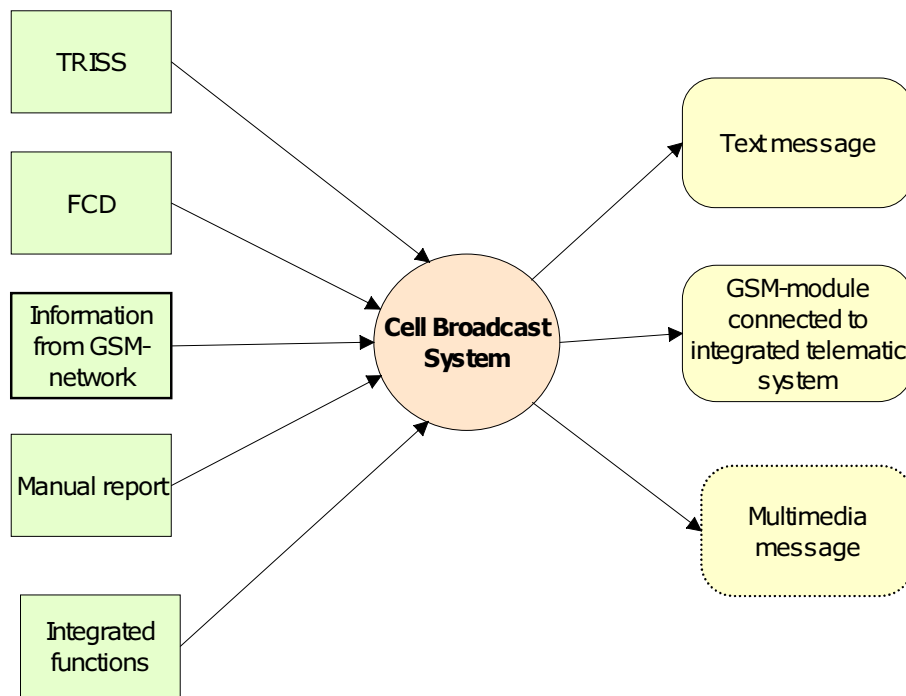 TRISS
FCD
Information
from GSM-
network
Manual report
Integrated
functions
Cell Broadcast
System
Text message
GSM-module
connected to
integrated telematic
system
Multimedia
message